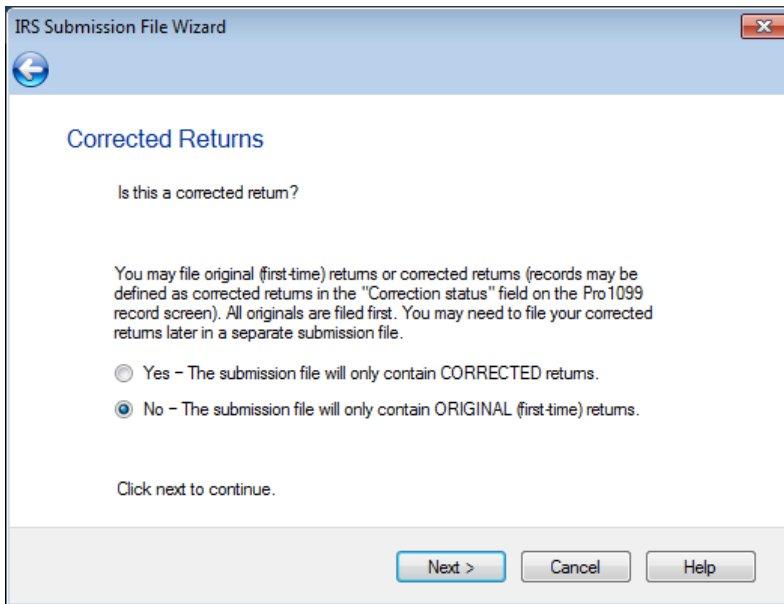 IRS Submission File Wizard
Corrected Returns
Is this a corrected return?
You may file original (first-time) returns or corrected returns (records may be
defined as corrected returns in the "Correction status" field on the Pro1099
record screen). All originals are filed first. You may need to file your corrected
returns later in a separate submission file.
Yes – The submission file will only contain CORRECTED returns.
No – The submission file will only contain ORIGINAL (first-time) returns.
Click next to continue.
Next >
Cancel
Help